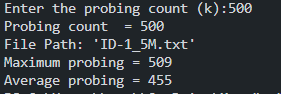 Enter the probing count (k):500
Probing count  = 500
File Path: 'ID-1_5M.txt'
Maximum probing = 509
Average probing = 455